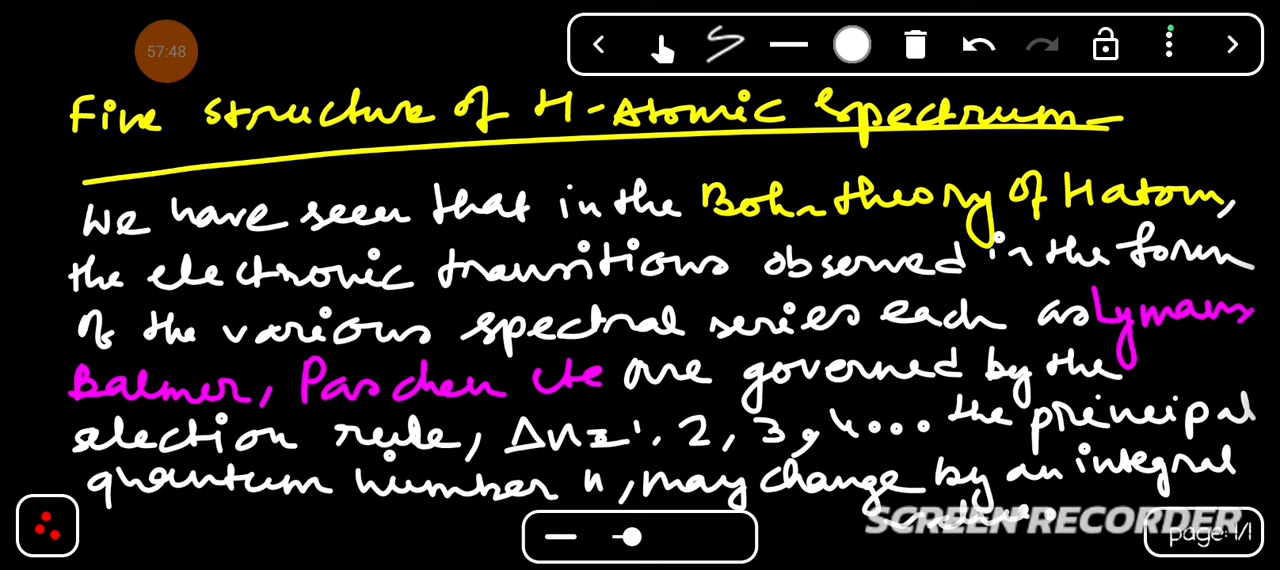 57:48
Fine structure of H-Atomic Spectrum-
We have seen that in the Bohr theory of H atom,
the electronic transitions observed in the form
of the various spectral series each as Lymans
Balmer, Paschen etc are governed by the
selection rule, Δn= 1, 2, 3, 4.... the principal
quantum number n, may change by an integral
SCREEN RECORDER
page:1/1